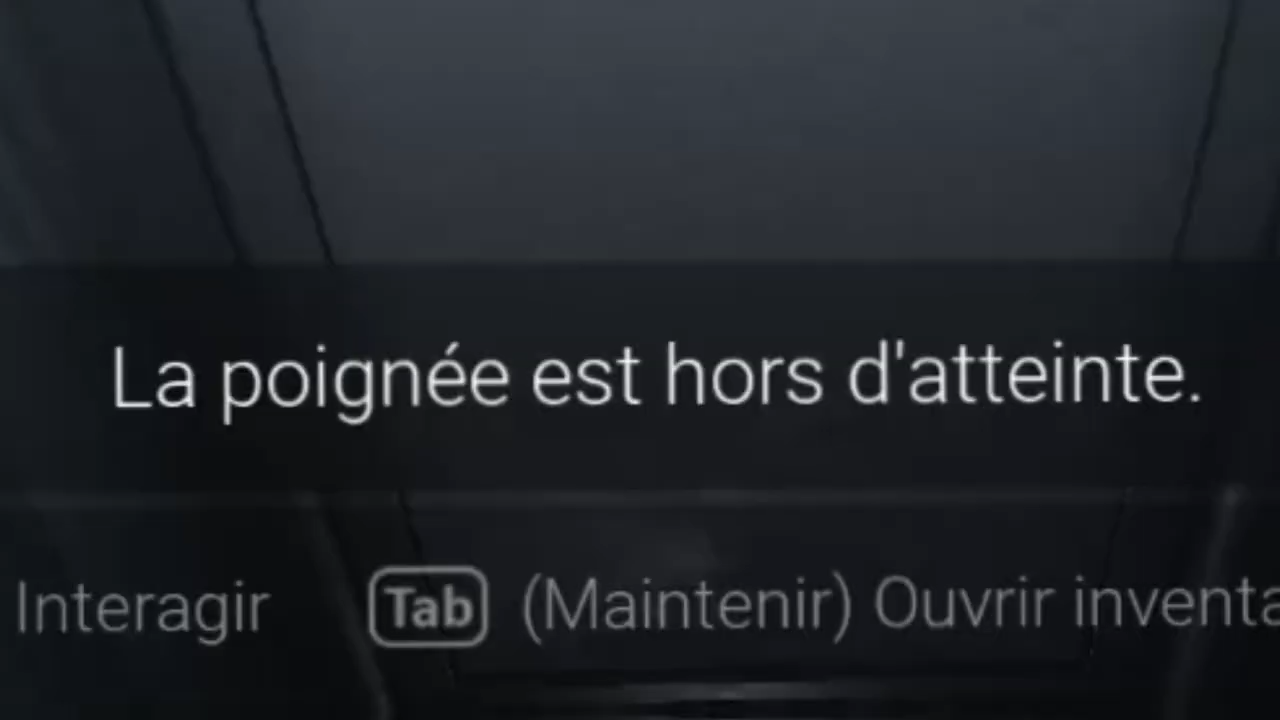 La poignée est hors d'atteinte.
Interagir Tab (Maintenir) Ouvrir